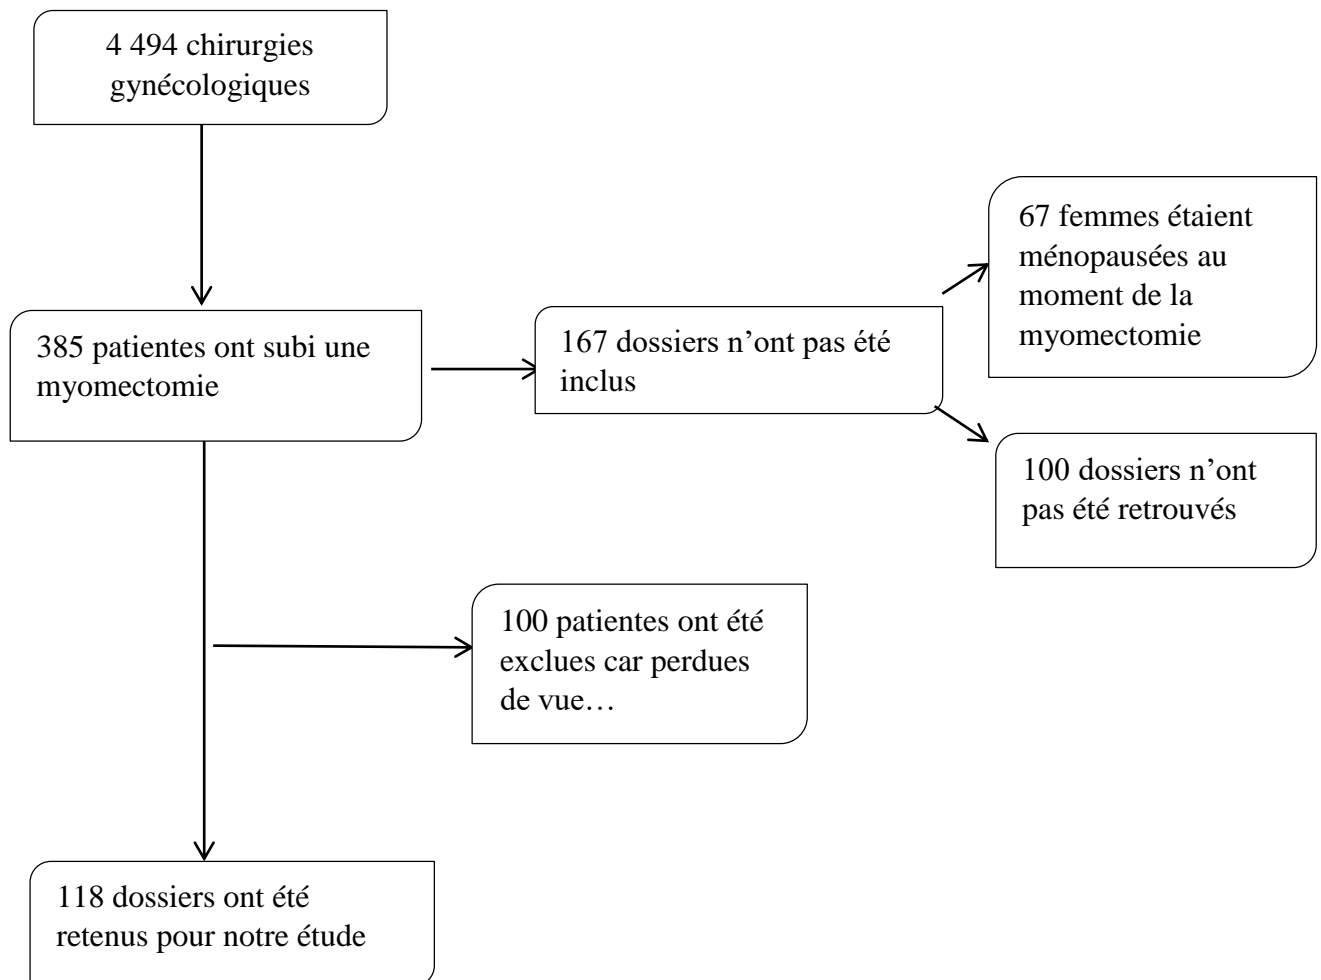 4 494 chirurgies
gynécologiques
67 femmes étaient
ménopausées au
moment de la
myomectomie
385 patientes ont subi une
myomectomie
167 dossiers n’ont pas été
inclus
100 dossiers n’ont
pas été retrouvés
100 patientes ont été
exclues car perdues
de vue…
118 dossiers ont été
retenus pour notre étude